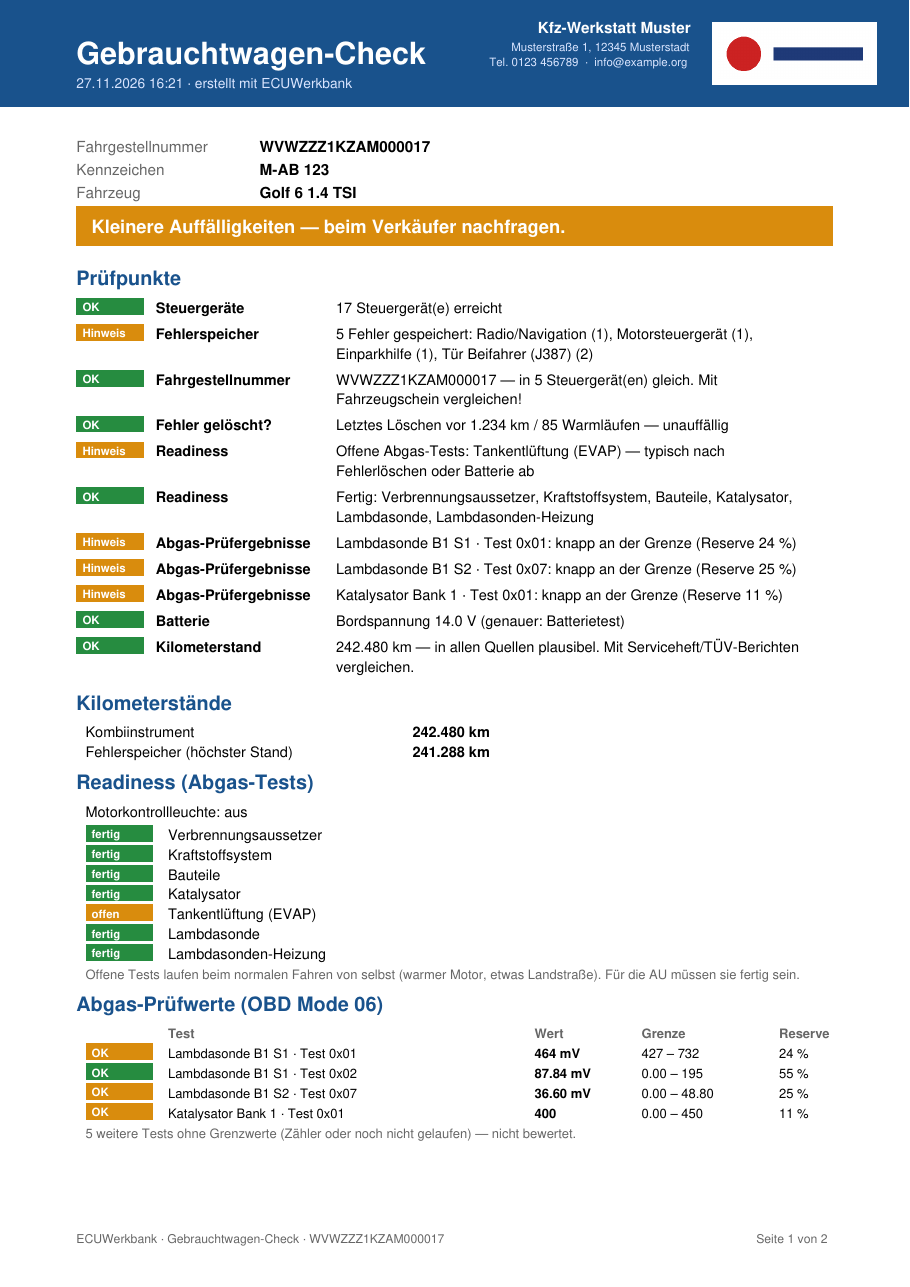 Gebrauchtwagen-Check
27.11.2026 16:21 · erstellt mit ECUWerkbank
Kfz-Werkstatt Muster
Musterstraße 1, 12345 Musterstadt
Tel. 0123 456789 · info@example.org
Fahrgestellnummer WVWZZZ1KZAM000017
Kennzeichen M-AB 123
Fahrzeug Golf 6 1.4 TSI
Kleinere Auffälligkeiten — beim Verkäufer nachfragen.
Prüfpunkte
OK Steuergeräte 17 Steuergerät(e) erreicht
Hinweis Fehlerspeicher 5 Fehler gespeichert: Radio/Navigation (1), Motorsteuergerät (1),
Einparkhilfe (1), Tür Beifahrer (J387) (2)
OK Fahrgestellnummer WVWZZZ1KZAM000017 — in 5 Steuergerät(en) gleich. Mit
Fahrzeugschein vergleichen!
OK Fehler gelöscht? Letztes Löschen vor 1.234 km / 85 Warmläufen — unauffällig
Hinweis Readiness Offene Abgas-Tests: Tankentlüftung (EVAP) — typisch nach
Fehlerlöschen oder Batterie ab
OK Readiness Fertig: Verbrennungsaussetzer, Kraftstoffsystem, Bauteile, Katalysator,
Lambdasonde, Lambdasonden-Heizung
Hinweis Abgas-Prüfergebnisse Lambdasonde B1 S1 · Test 0x01: knapp an der Grenze (Reserve 24 %)
Hinweis Abgas-Prüfergebnisse Lambdasonde B1 S2 · Test 0x07: knapp an der Grenze (Reserve 25 %)
Hinweis Abgas-Prüfergebnisse Katalysator Bank 1 · Test 0x01: knapp an der Grenze (Reserve 11 %)
OK Batterie Bordspannung 14.0 V (genauer: Batterietest)
OK Kilometerstand 242.480 km — in allen Quellen plausibel. Mit Serviceheft/TÜV-Berichten
vergleichen.
Kilometerstände
Kombiinstrument 242.480 km
Fehlerspeicher (höchster Stand) 241.288 km
Readiness (Abgas-Tests)
Motorkontrollleuchte: aus
fertig Verbrennungsaussetzer
fertig Kraftstoffsystem
fertig Bauteile
fertig Katalysator
offen Tankentlüftung (EVAP)
fertig Lambdasonde
fertig Lambdasonden-Heizung
Offene Tests laufen beim normalen Fahren von selbst (warmer Motor, etwas Landstraße). Für die AU müssen sie fertig sein.
Abgas-Prüfwerte (OBD Mode 06)
Test Wert Grenze Reserve
OK Lambdasonde B1 S1 · Test 0x01 464 mV 427 – 732 24 %
OK Lambdasonde B1 S1 · Test 0x02 87.84 mV 0.00 – 195 55 %
OK Lambdasonde B1 S2 · Test 0x07 36.60 mV 0.00 – 48.80 25 %
OK Katalysator Bank 1 · Test 0x01 400 0.00 – 450 11 %
5 weitere Tests ohne Grenzwerte (Zähler oder noch nicht gelaufen) — nicht bewertet.
ECUWerkbank · Gebrauchtwagen-Check · WVWZZZ1KZAM000017 Seite 1 von 2